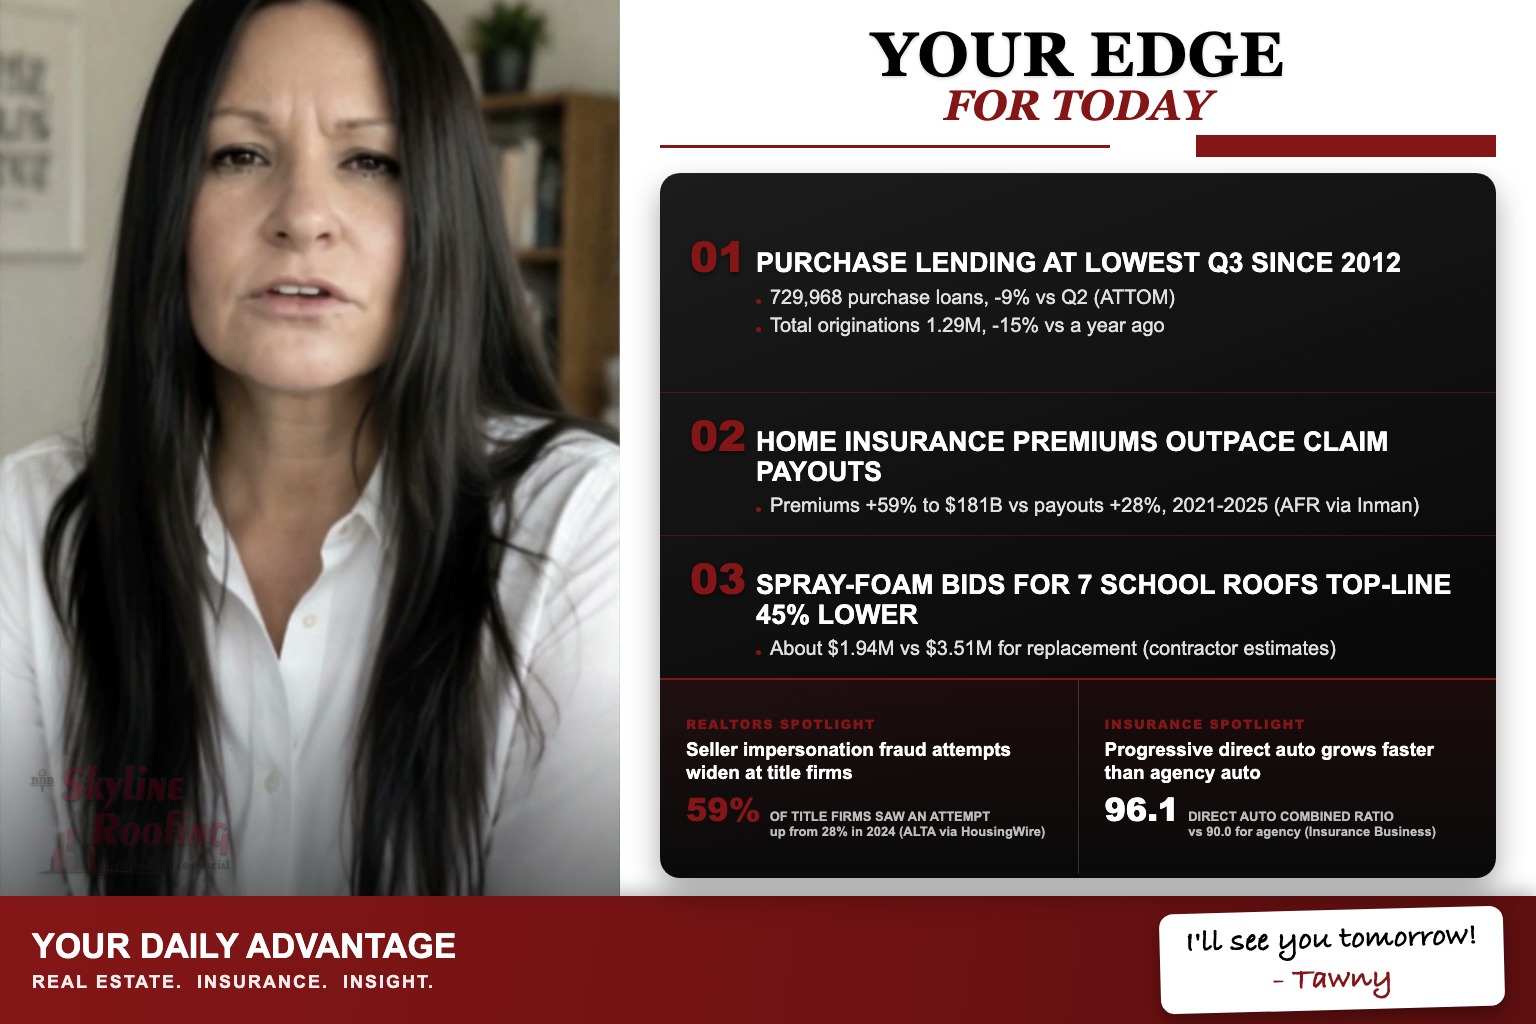 YOUR EDGE
FOR TODAY
01 PURCHASE LENDING AT LOWEST Q3 SINCE 2012
729,968 purchase loans, -9% vs Q2 (ATTOM)
Total originations 1.29M, -15% vs a year ago
02 HOME INSURANCE PREMIUMS OUTPACE CLAIM
PAYOUTS
Premiums +59% to $181B vs payouts +28%, 2021-2025 (AFR via Inman)
03 SPRAY-FOAM BIDS FOR 7 SCHOOL ROOFS TOP-LINE
45% LOWER
About $1.94M vs $3.51M for replacement (contractor estimates)
REALTORS SPOTLIGHT
Seller impersonation fraud attempts
widen at title firms
59% OF TITLE FIRMS SAW AN ATTEMPT
up from 28% in 2024 (ALTA via HousingWire)
INSURANCE SPOTLIGHT
Progressive direct auto grows faster
than agency auto
96.1 DIRECT AUTO COMBINED RATIO
vs 90.0 for agency (Insurance Business)
BBB
Skyline
Roofing
YOUR DAILY ADVANTAGE
REAL ESTATE. INSURANCE. INSIGHT.
I'll see you tomorrow!
- Tawny